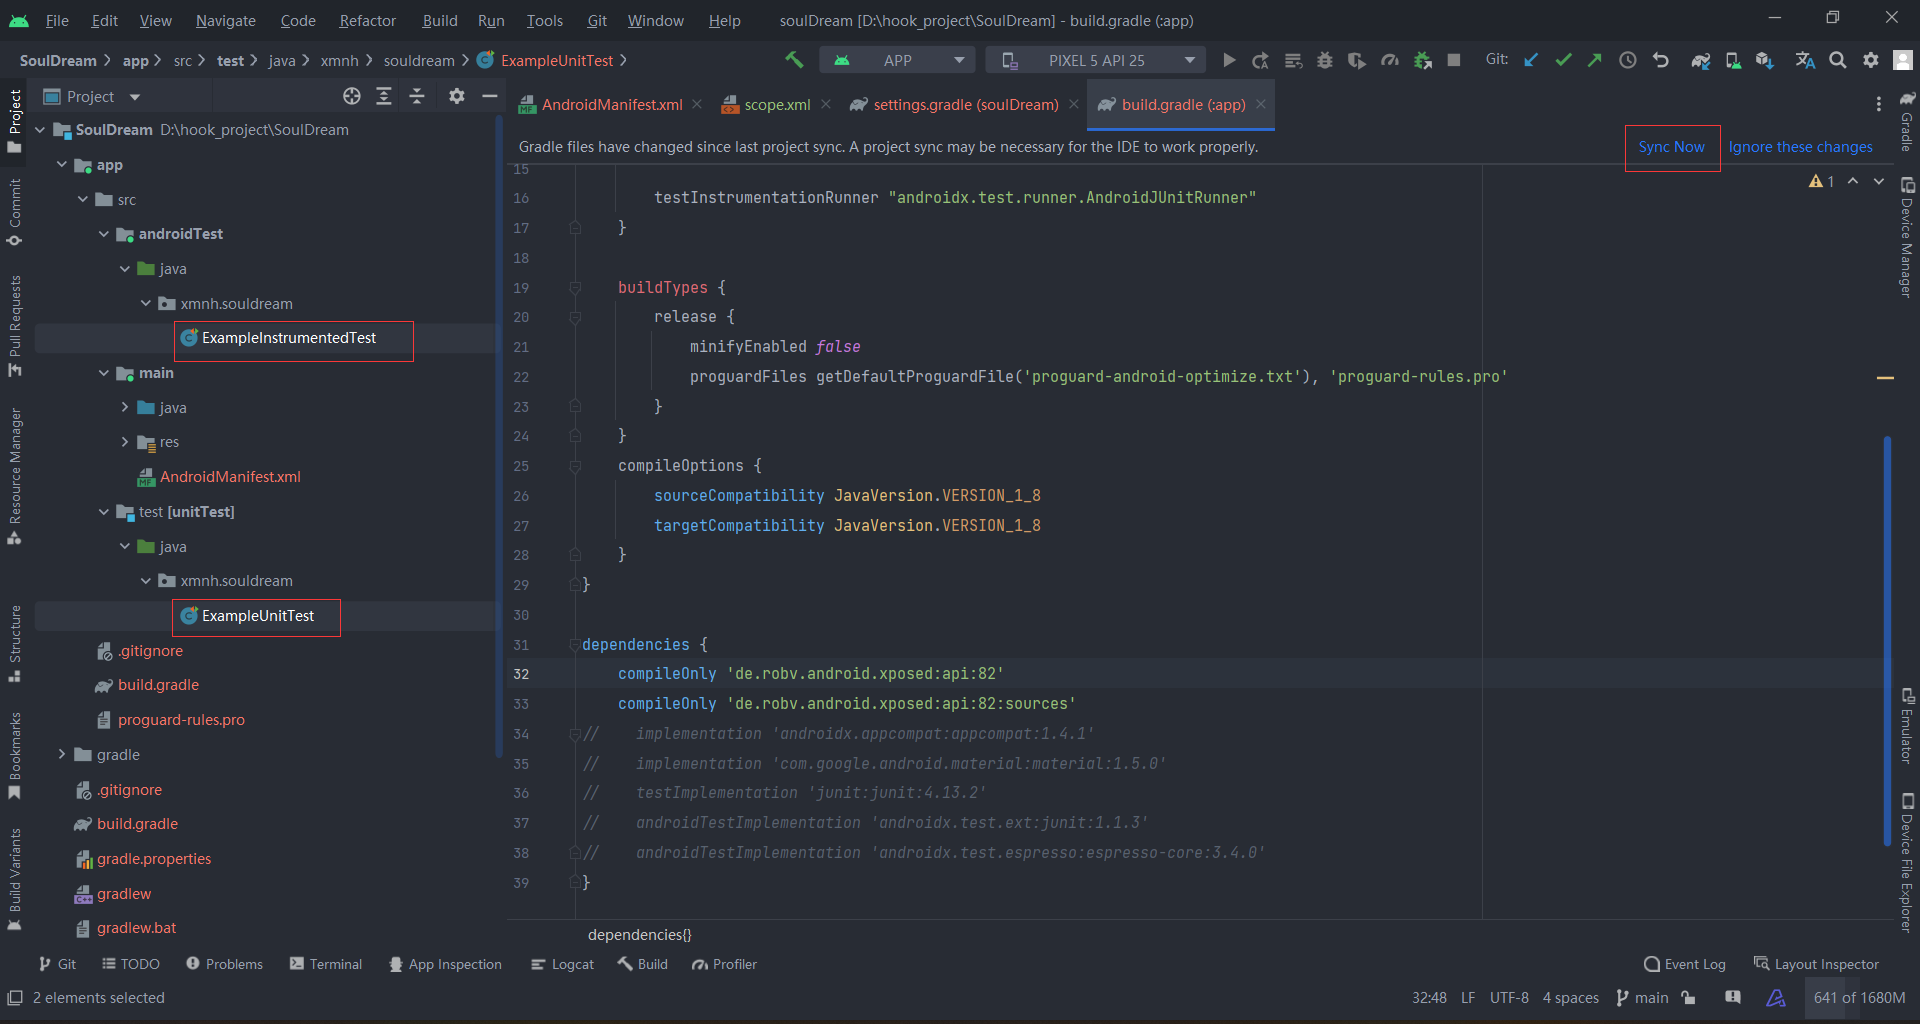 File Edit View Navigate Code Refactor Build Run Tools Git Window Help soulDream [D:\hook_project\SoulDream] - build.gradle (:app)
SoulDream app src test java xmnh souldream ExampleUnitTest APP PIXEL 5 API 25 Git:
Project
AndroidManifest.xml scope.xml settings.gradle (soulDream) build.gradle (:app)
Gradle files have changed since last project sync. A project sync may be necessary for the IDE to work properly. Sync Now Ignore these changes
1
Project
Commit
Pull Requests
Resource Manager
Structure
Bookmarks
Build Variants
SoulDream D:\hook_project\SoulDream
app
src
androidTest
java
xmnh.souldream
ExampleInstrumentedTest
main
java
res
AndroidManifest.xml
test [unitTest]
java
xmnh.souldream
ExampleUnitTest
.gitignore
build.gradle
proguard-rules.pro
gradle
.gitignore
build.gradle
gradle.properties
gradlew
gradlew.bat
15
16 testInstrumentationRunner "androidx.test.runner.AndroidJUnitRunner"
17 }
18
19 buildTypes {
20 release {
21 minifyEnabled false
22 proguardFiles getDefaultProguardFile('proguard-android-optimize.txt'), 'proguard-rules.pro'
23 }
24 }
25 compileOptions {
26 sourceCompatibility JavaVersion.VERSION_1_8
27 targetCompatibility JavaVersion.VERSION_1_8
28 }
29 }
30
31 dependencies {
32 compileOnly 'de.robv.android.xposed:api:82'
33 compileOnly 'de.robv.android.xposed:api:82:sources'
34 // implementation 'androidx.appcompat:appcompat:1.4.1'
35 // implementation 'com.google.android.material:material:1.5.0'
36 // testImplementation 'junit:junit:4.13.2'
37 // androidTestImplementation 'androidx.test.ext:junit:1.1.3'
38 // androidTestImplementation 'androidx.test.espresso:espresso-core:3.4.0'
39 }
dependencies{}
Gradle
Device Manager
Emulator
Device File Explorer
Git TODO Problems Terminal App Inspection Logcat Build Profiler Event Log Layout Inspector
2 elements selected 32:48 LF UTF-8 4 spaces main 641 of 1680M